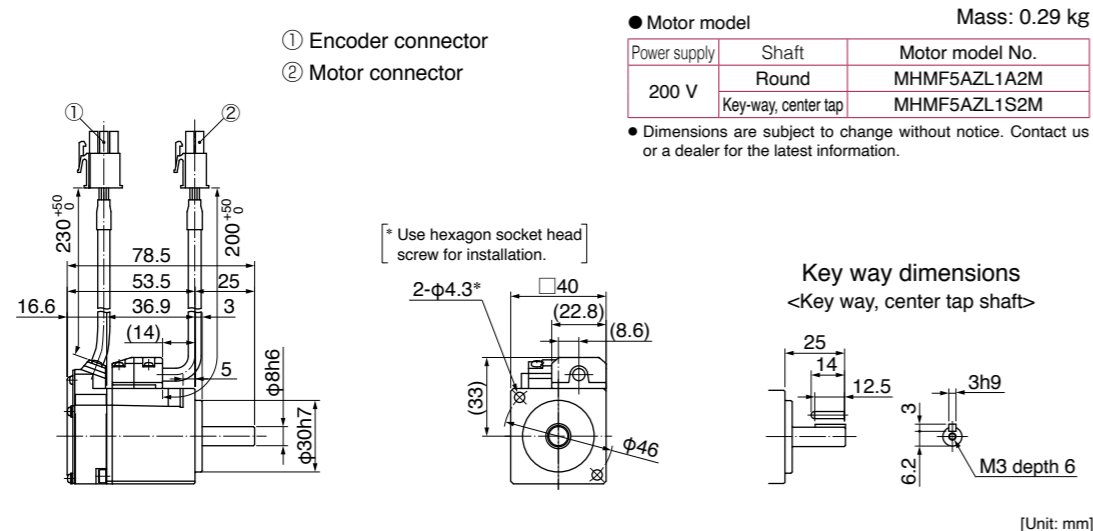 ① Encoder connector
② Motor connector
● Motor model
Mass: 0.29 kg
Power supply Shaft Motor model No.
200 V Round MHMF5AZL1A2M
Key-way, center tap MHMF5AZL1S2M
● Dimensions are subject to change without notice. Contact us
or a dealer for the latest information.
① ②
230 +50 0
200 +50 0
78.5
53.5 25
16.6 36.9 3
(14)
5
φ8h6
φ30h7
* Use hexagon socket head
screw for installation.
2-φ4.3*
□40
(22.8)
(8.6)
(33)
φ46
Key way dimensions
<Key way, center tap shaft>
25
14
12.5
3h9
3
6.2
M3 depth 6
[Unit: mm]